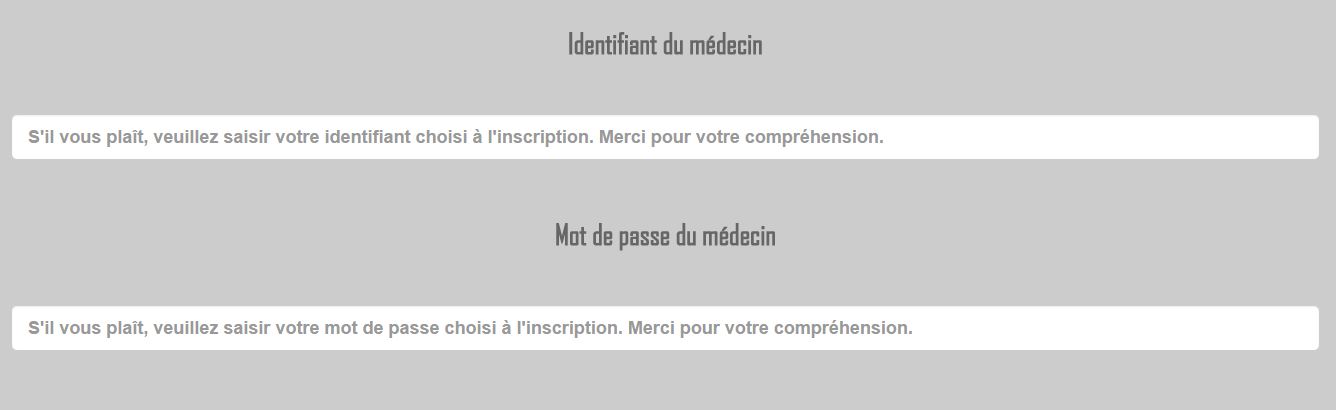 Identifiant du médecin
S'il vous plaît, veuillez saisir votre identifiant choisi à l'inscription. Merci pour votre compréhension.
Mot de passe du médecin
S'il vous plaît, veuillez saisir votre mot de passe choisi à l'inscription. Merci pour votre compréhension.